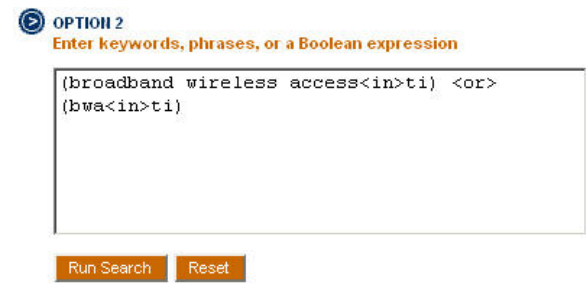 OPTION 2
Enter keywords, phrases, or a Boolean expression
(broadband wireless access<in>ti) <or>
(bwa<in>ti)
Run Search Reset